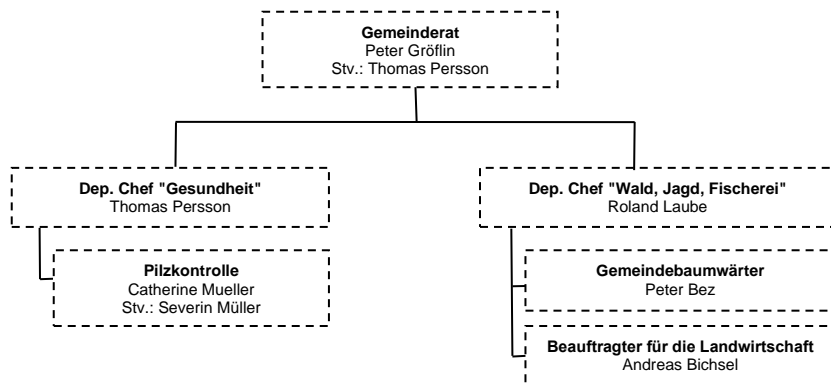 Gemeinderat
Peter Gröflin
Stv.: Thomas Persson
Dep. Chef "Gesundheit"
Thomas Persson
Pilzkontrolle
Catherine Mueller
Stv.: Severin Müller
Dep. Chef "Wald, Jagd, Fischerei"
Roland Laube
Gemeindebaumwärter
Peter Bez
Beauftragter für die Landwirtschaft
Andreas Bichsel